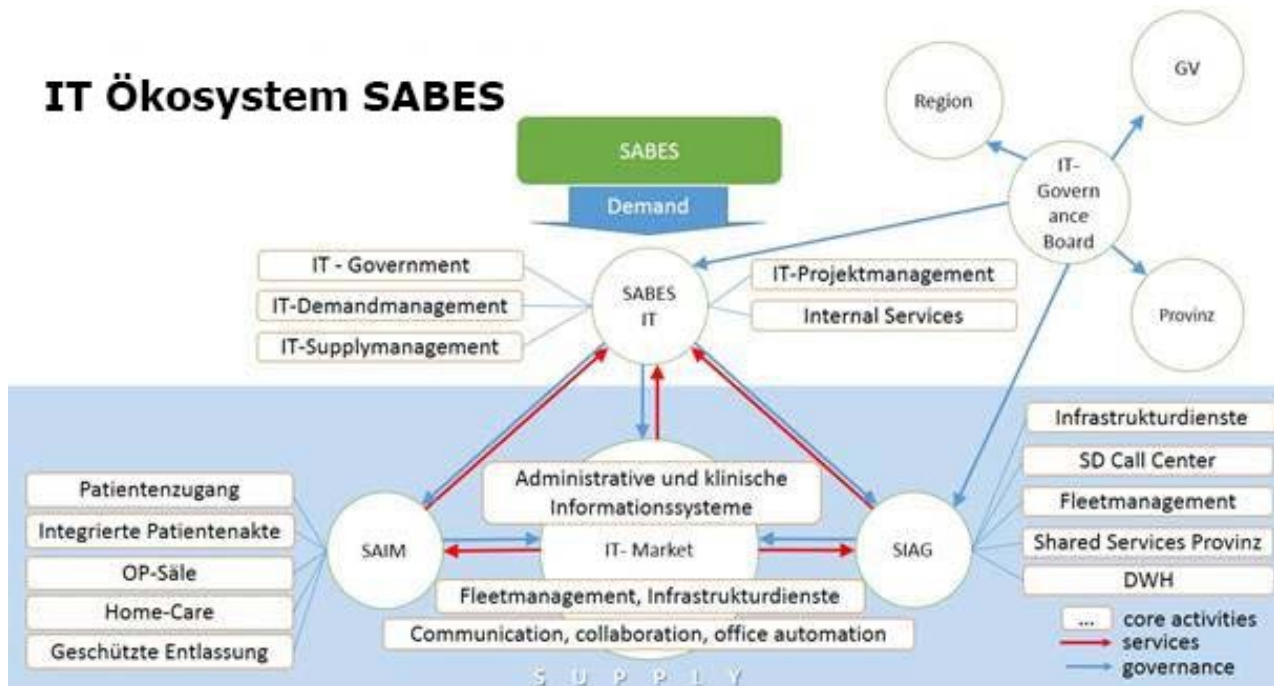 IT Ökosystem SABES
GV
Region
SABES
IT-
Govern
ance
Board
Demand
IT - Government
IT-Demandmanagement
IT-Supplymanagement
SABES
IT
IT-Projektmanagement
Internal Services
Provinz
Patientenzugang
Integrierte Patientenakte
OP-Säle
Home-Care
Geschützte Entlassung
SAIM
Administrative und klinische
Informationssysteme
IT- Market
Fleetmanagement, Infrastrukturdienste
Communication, collaboration, office automation
SIAG
Infrastrukturdienste
SD Call Center
Fleetmanagement
Shared Services Provinz
DWH
... core activities
services
governance
SUPPLY